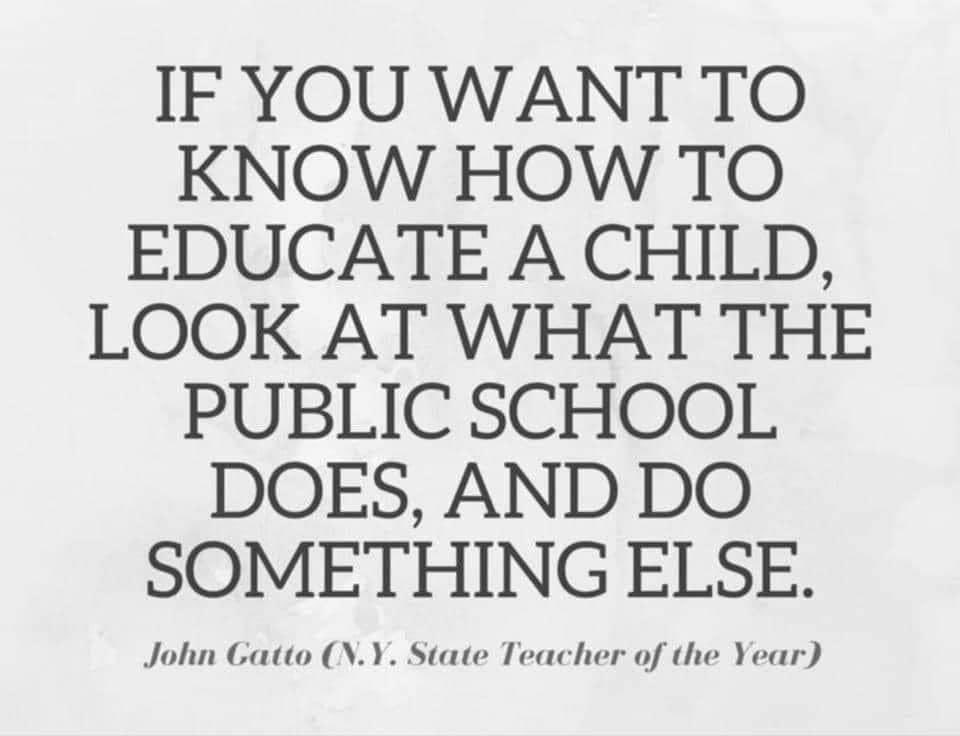 IF YOU WANT TO
KNOW HOW TO
EDUCATE A CHILD,
LOOK AT WHAT THE
PUBLIC SCHOOL
DOES, AND DO
SOMETHING ELSE.
John Gatto (N.Y. State Teacher of the Year)